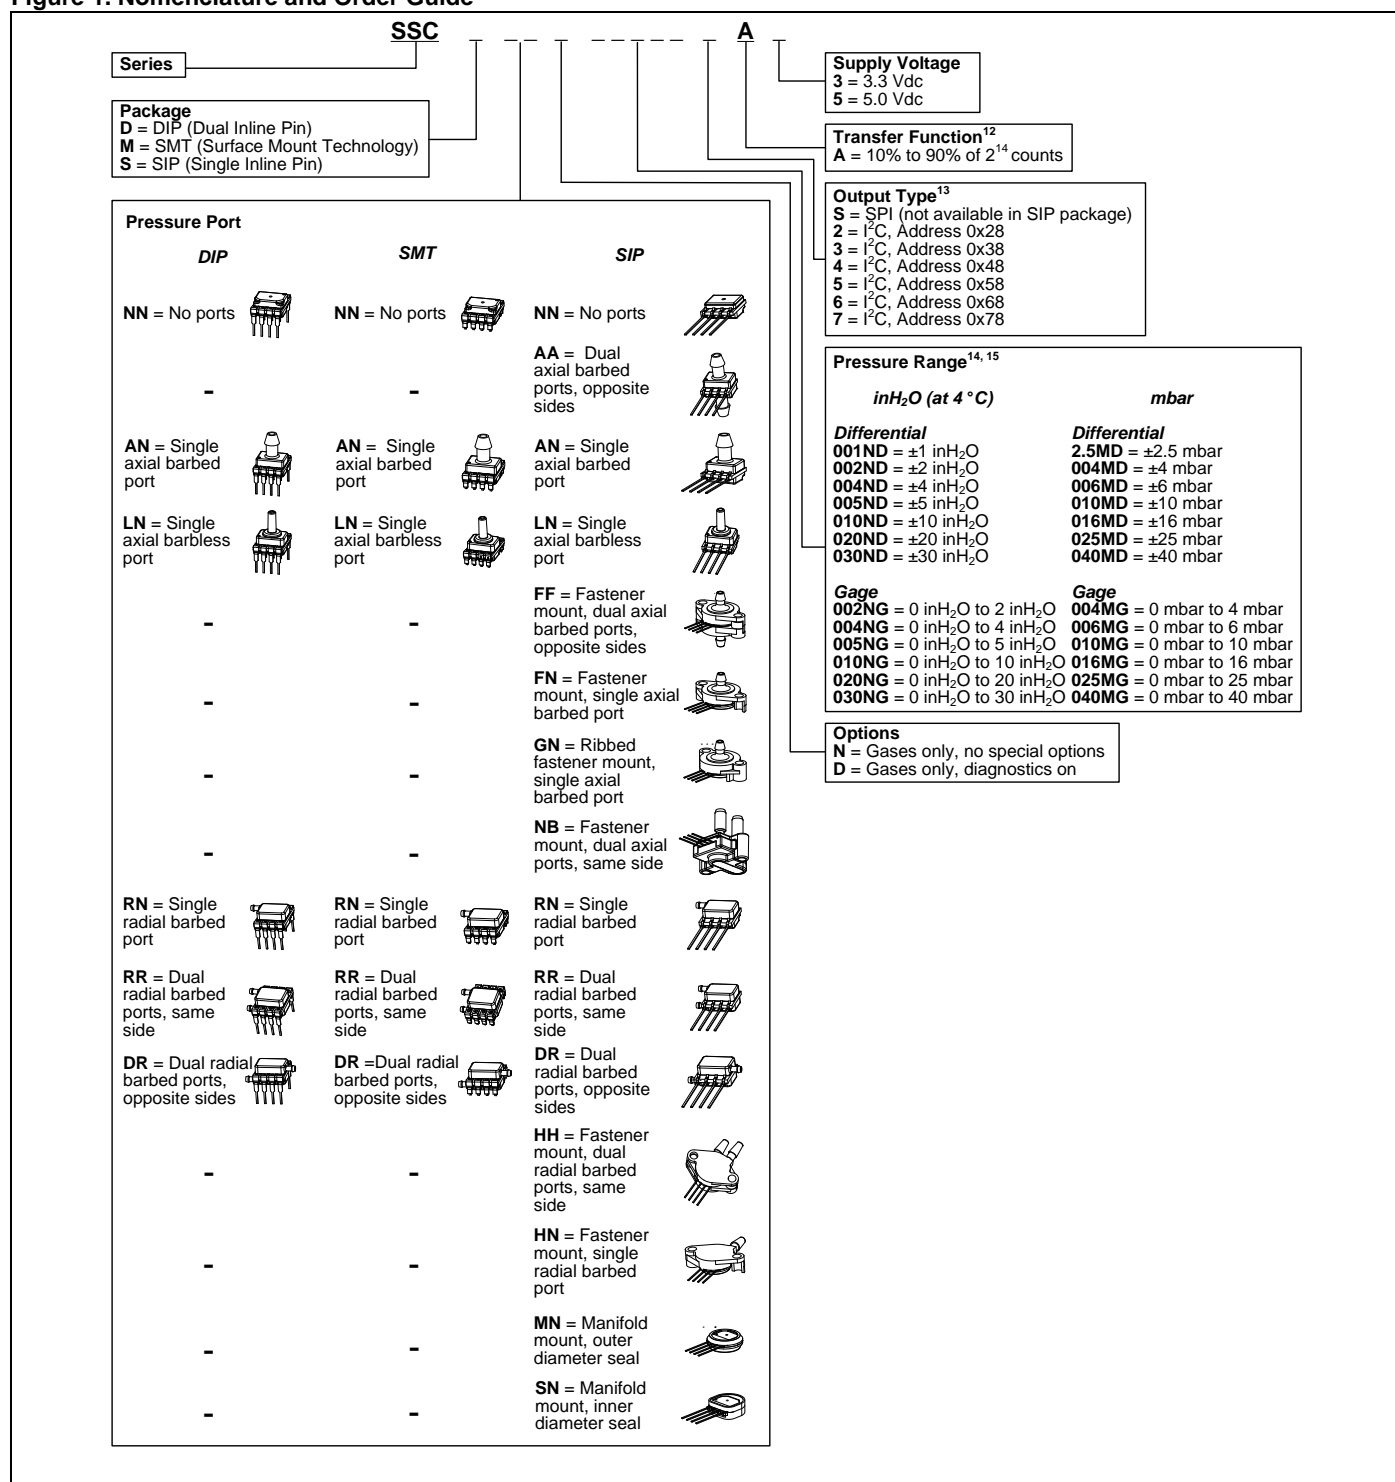 Figure 1. Nomenclature and Order Guide
SSC _ _ _ _ _ _ _ _ _ A _
Series
Package
D = DIP (Dual Inline Pin)
M = SMT (Surface Mount Technology)
S = SIP (Single Inline Pin)
Supply Voltage
3 = 3.3 Vdc
5 = 5.0 Vdc
Transfer Function¹²
A = 10% to 90% of 2¹⁴ counts
Output Type¹³
S = SPI (not available in SIP package)
2 = I²C, Address 0x28
3 = I²C, Address 0x38
4 = I²C, Address 0x48
5 = I²C, Address 0x58
6 = I²C, Address 0x68
7 = I²C, Address 0x78
Pressure Range¹⁴, ¹⁵
inH₂O (at 4 °C)
Differential
001ND = ±1 inH₂O
002ND = ±2 inH₂O
004ND = ±4 inH₂O
005ND = ±5 inH₂O
010ND = ±10 inH₂O
020ND = ±20 inH₂O
030ND = ±30 inH₂O
Gage
002NG = 0 inH₂O to 2 inH₂O
004NG = 0 inH₂O to 4 inH₂O
005NG = 0 inH₂O to 5 inH₂O
010NG = 0 inH₂O to 10 inH₂O
020NG = 0 inH₂O to 20 inH₂O
030NG = 0 inH₂O to 30 inH₂O
mbar
Differential
2.5MD = ±2.5 mbar
004MD = ±4 mbar
006MD = ±6 mbar
010MD = ±10 mbar
016MD = ±16 mbar
025MD = ±25 mbar
040MD = ±40 mbar
Gage
004MG = 0 mbar to 4 mbar
006MG = 0 mbar to 6 mbar
010MG = 0 mbar to 10 mbar
016MG = 0 mbar to 16 mbar
025MG = 0 mbar to 25 mbar
040MG = 0 mbar to 40 mbar
Options
N = Gases only, no special options
D = Gases only, diagnostics on
Pressure Port
DIP
SMT
SIP
NN = No ports
NN = No ports
NN = No ports
-
-
AA = Dual
axial barbed
ports, opposite
sides
AN = Single
axial barbed
port
AN = Single
axial barbed
port
AN = Single
axial barbed
port
LN = Single
axial barbless
port
LN = Single
axial barbless
port
LN = Single
axial barbless
port
-
-
FF = Fastener
mount, dual axial
barbed ports,
opposite sides
-
-
FN = Fastener
mount, single axial
barbed port
-
-
GN = Ribbed
fastener mount,
single axial
barbed port
-
-
NB = Fastener
mount, dual axial
ports, same side
RN = Single
radial barbed
port
RN = Single
radial barbed
port
RN = Single
radial barbed
port
RR = Dual
radial barbed
ports, same
side
RR = Dual
radial barbed
ports, same
side
RR = Dual
radial barbed
ports, same
side
DR = Dual radial
barbed ports,
opposite sides
DR =Dual radial
barbed ports,
opposite sides
DR = Dual
radial barbed
ports, opposite
sides
-
-
HH = Fastener
mount, dual
radial barbed
ports, same
side
-
-
HN = Fastener
mount, single
radial barbed
port
-
-
MN = Manifold
mount, outer
diameter seal
-
-
SN = Manifold
mount, inner
diameter seal